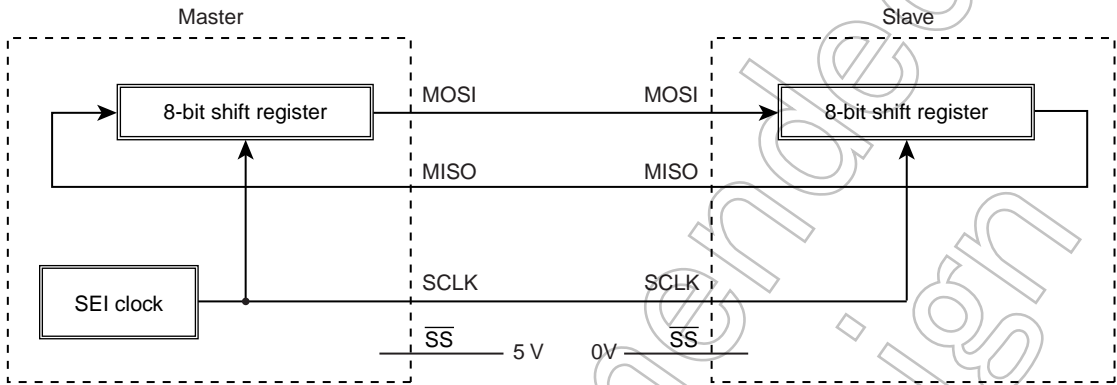 Master Slave
8-bit shift register MOSI MOSI 8-bit shift register
MISO MISO
SEI clock SCLK SCLK
SS 5 V 0V SS